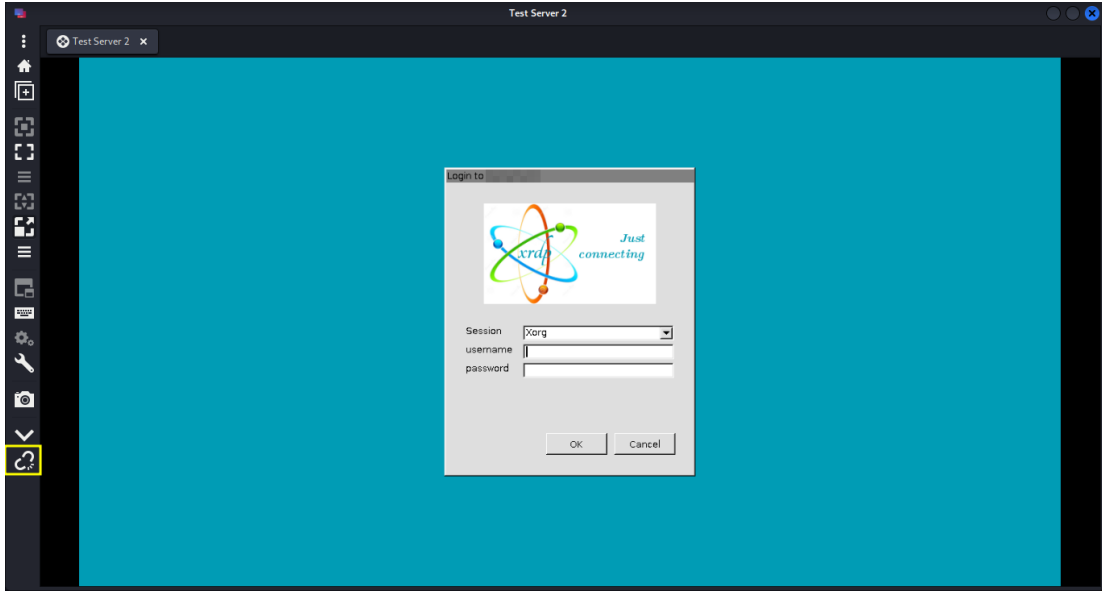 Test Server 2
Test Server 2
Login to
xrdp
Just
connecting
Session Xorg
username
password
OK Cancel